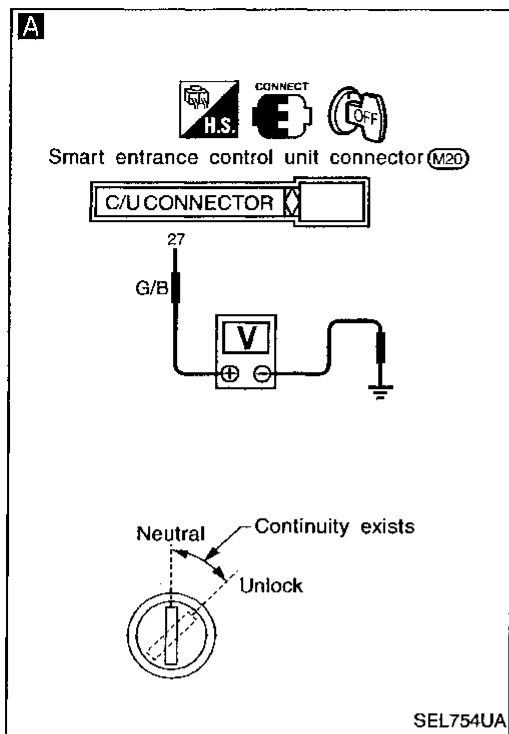 A
CONNECT
H.S.
OFF
Smart entrance control unit connector M20
C/U CONNECTOR
27
G/B
V
⊕ ⊖
Neutral
Continuity exists
Unlock
SEL754UA